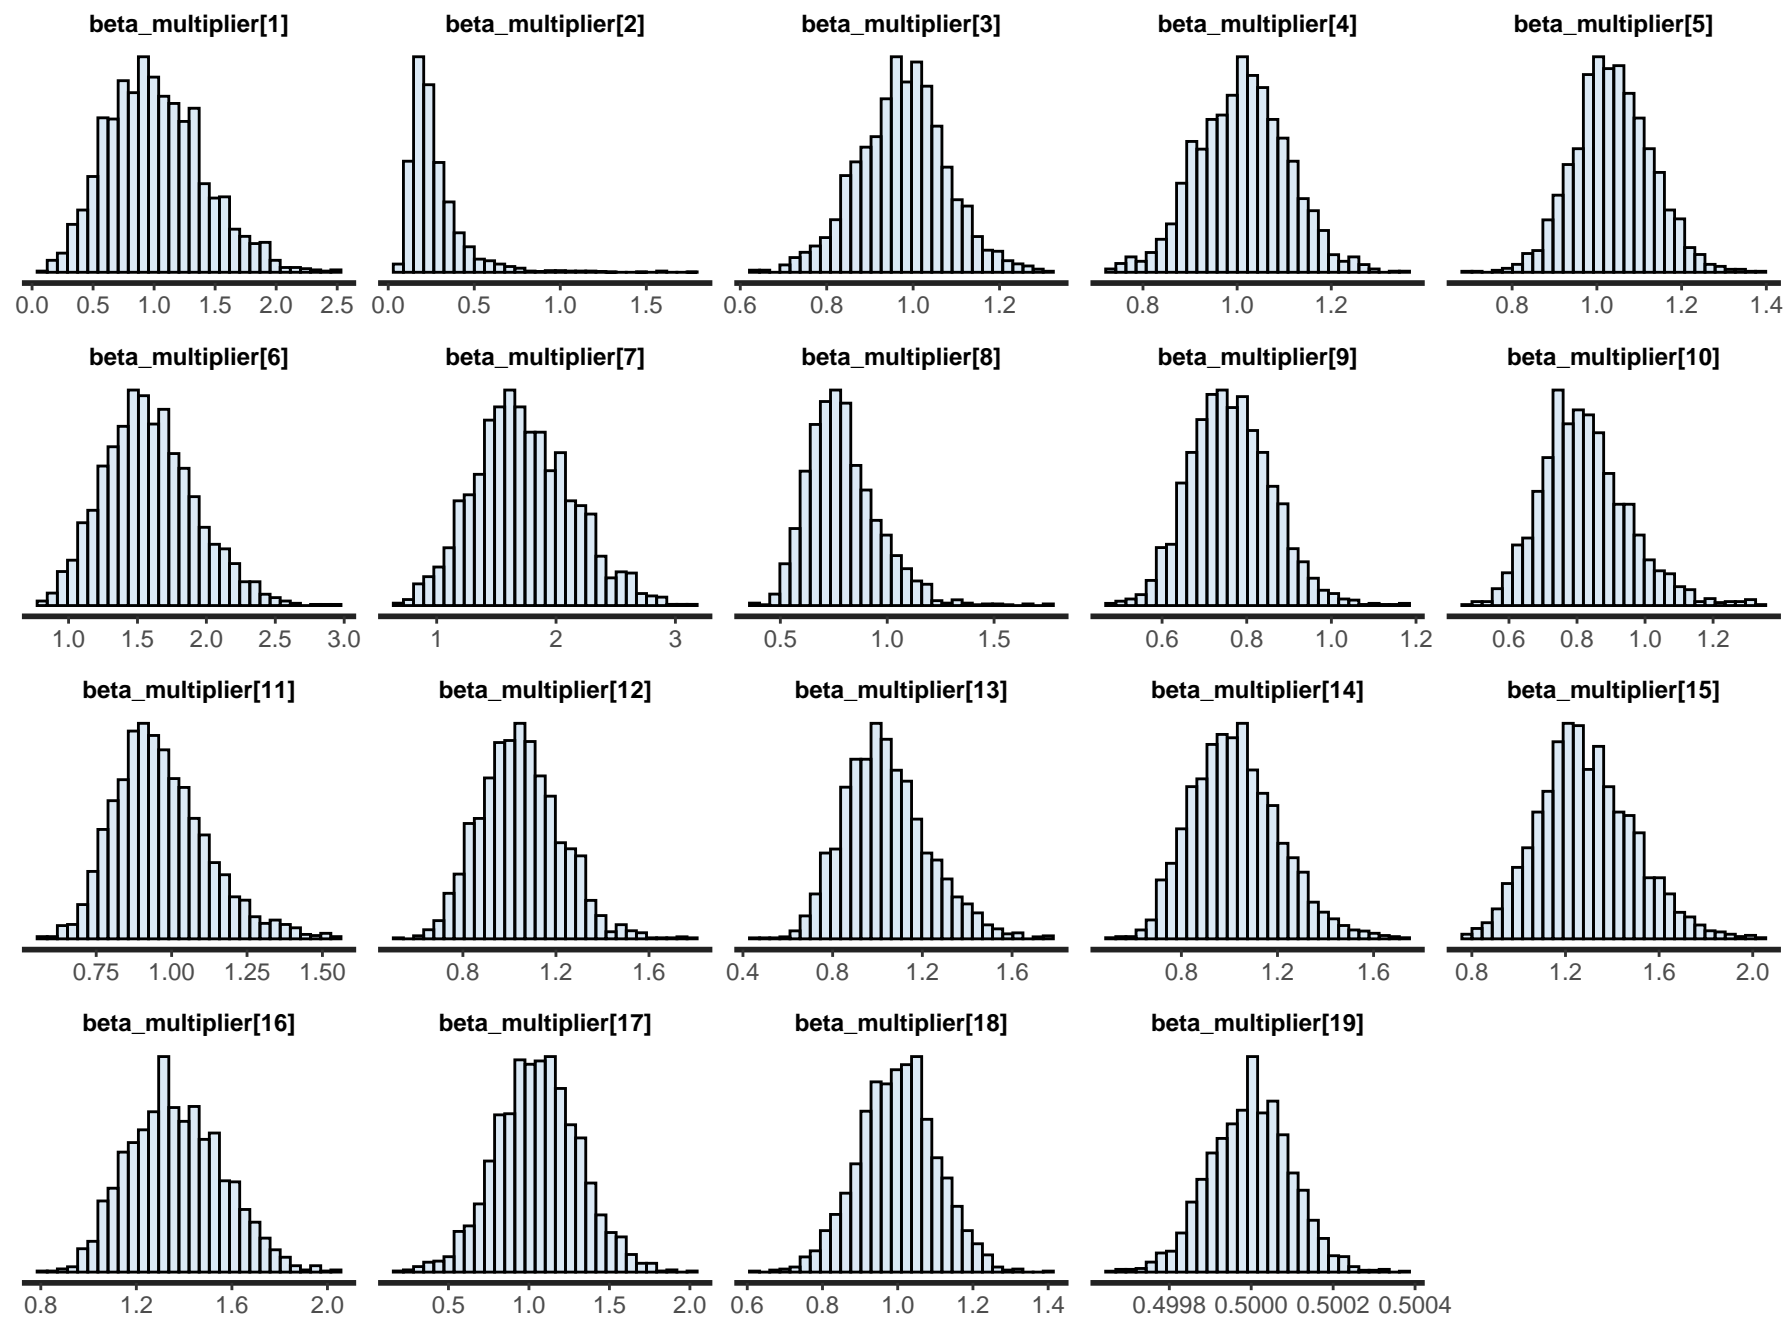 beta_multiplier[1] beta_multiplier[2] beta_multiplier[3] beta_multiplier[4] beta_multiplier[5]
0.0 0.5 1.0 1.5 2.0 2.5 0.0 0.5 1.0 1.5 0.6 0.8 1.0 1.2 0.8 1.0 1.2 0.8 1.0 1.2 1.4
beta_multiplier[6] beta_multiplier[7] beta_multiplier[8] beta_multiplier[9] beta_multiplier[10]
1.0 1.5 2.0 2.5 3.0 1 2 3 0.5 1.0 1.5 0.6 0.8 1.0 1.2 0.6 0.8 1.0 1.2
beta_multiplier[11] beta_multiplier[12] beta_multiplier[13] beta_multiplier[14] beta_multiplier[15]
0.75 1.00 1.25 1.50 0.8 1.2 1.6 0.4 0.8 1.2 1.6 0.8 1.2 1.6 0.8 1.2 1.6 2.0
beta_multiplier[16] beta_multiplier[17] beta_multiplier[18] beta_multiplier[19]
0.8 1.2 1.6 2.0 0.5 1.0 1.5 2.0 0.6 0.8 1.0 1.2 1.4 0.4998 0.5000 0.5002 0.5004